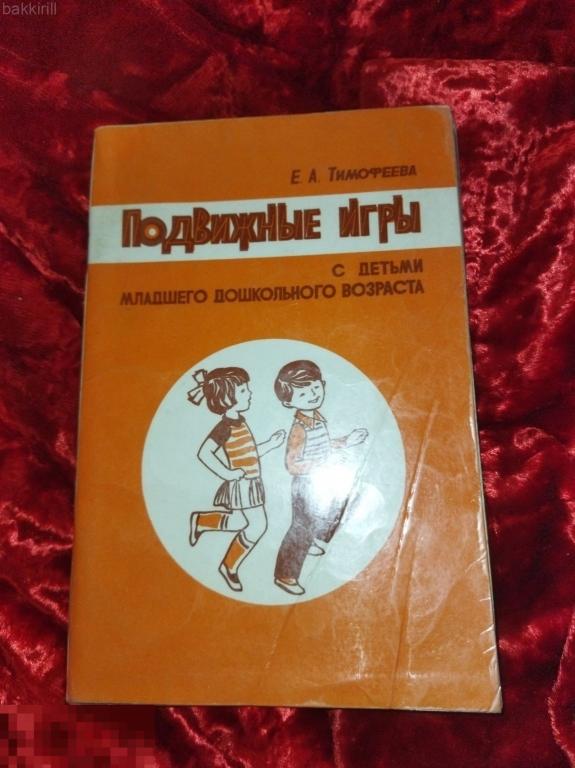 bakkirill
Е. А. Тимофеева
Подвижные игры
с детьми
младшего дошкольного возраста